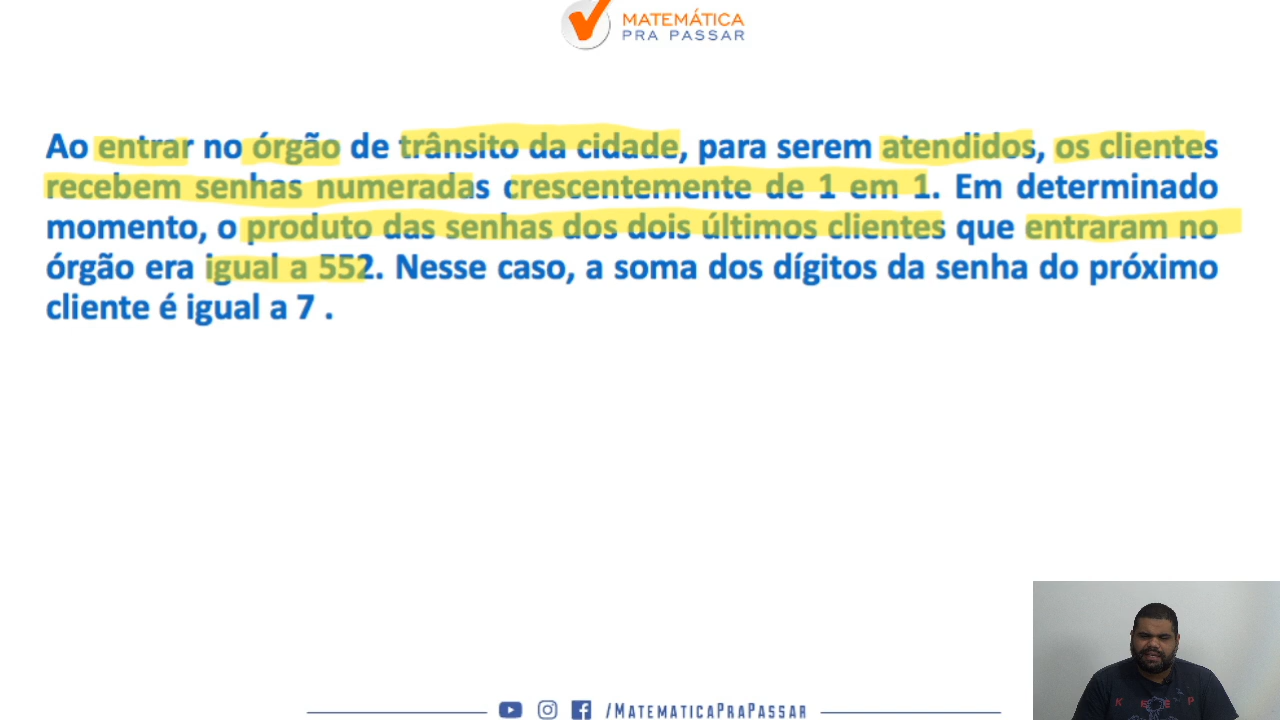 MATEMÁTICA
PRA PASSAR
Ao entrar no órgão de trânsito da cidade, para serem atendidos, os clientes
recebem senhas numeradas crescentemente de 1 em 1. Em determinado
momento, o produto das senhas dos dois últimos clientes que entraram no
órgão era igual a 552. Nesse caso, a soma dos dígitos da senha do próximo
cliente é igual a 7 .
K E E P
/MATEMATICAPRAPASSAR